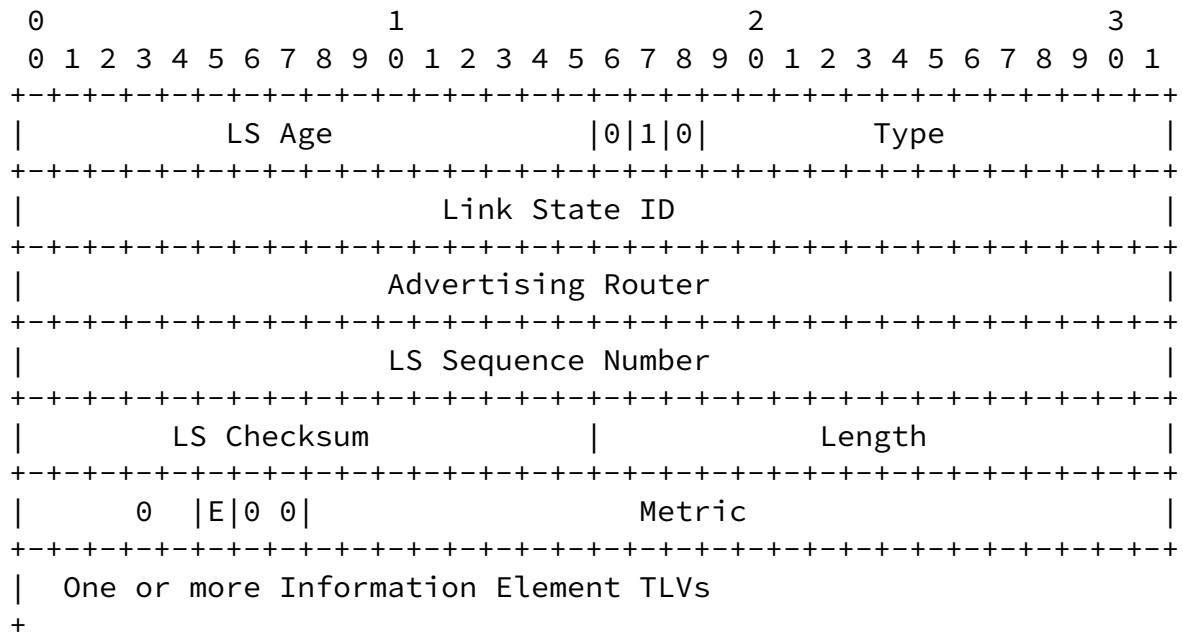 0                   1                   2                   3
 0 1 2 3 4 5 6 7 8 9 0 1 2 3 4 5 6 7 8 9 0 1 2 3 4 5 6 7 8 9 0 1
+-+-+-+-+-+-+-+-+-+-+-+-+-+-+-+-+-+-+-+-+-+-+-+-+-+-+-+-+-+-+-+-+
|           LS Age              |0|1|0|         Type            |
+-+-+-+-+-+-+-+-+-+-+-+-+-+-+-+-+-+-+-+-+-+-+-+-+-+-+-+-+-+-+-+-+
|                       Link State ID                           |
+-+-+-+-+-+-+-+-+-+-+-+-+-+-+-+-+-+-+-+-+-+-+-+-+-+-+-+-+-+-+-+-+
|                    Advertising Router                         |
+-+-+-+-+-+-+-+-+-+-+-+-+-+-+-+-+-+-+-+-+-+-+-+-+-+-+-+-+-+-+-+-+
|                    LS Sequence Number                         |
+-+-+-+-+-+-+-+-+-+-+-+-+-+-+-+-+-+-+-+-+-+-+-+-+-+-+-+-+-+-+-+-+
|        LS Checksum            |            Length             |
+-+-+-+-+-+-+-+-+-+-+-+-+-+-+-+-+-+-+-+-+-+-+-+-+-+-+-+-+-+-+-+-+
|      0  |E|0 0|                  Metric                       |
+-+-+-+-+-+-+-+-+-+-+-+-+-+-+-+-+-+-+-+-+-+-+-+-+-+-+-+-+-+-+-+-+
|  One or more Information Element TLVs
+